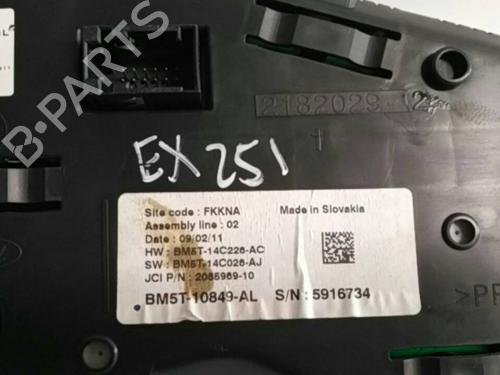 B-PARTS
2182029
EX251
Site code : FKKNA
Made in Slovakia
Assembly line : 02
Date : 09/02/11
HW : BM5T-14C226-AC
SW : BM5T-14C026-AJ
JCI P/N : 2085969-10
BM5T-10849-AL S/N : 5916734